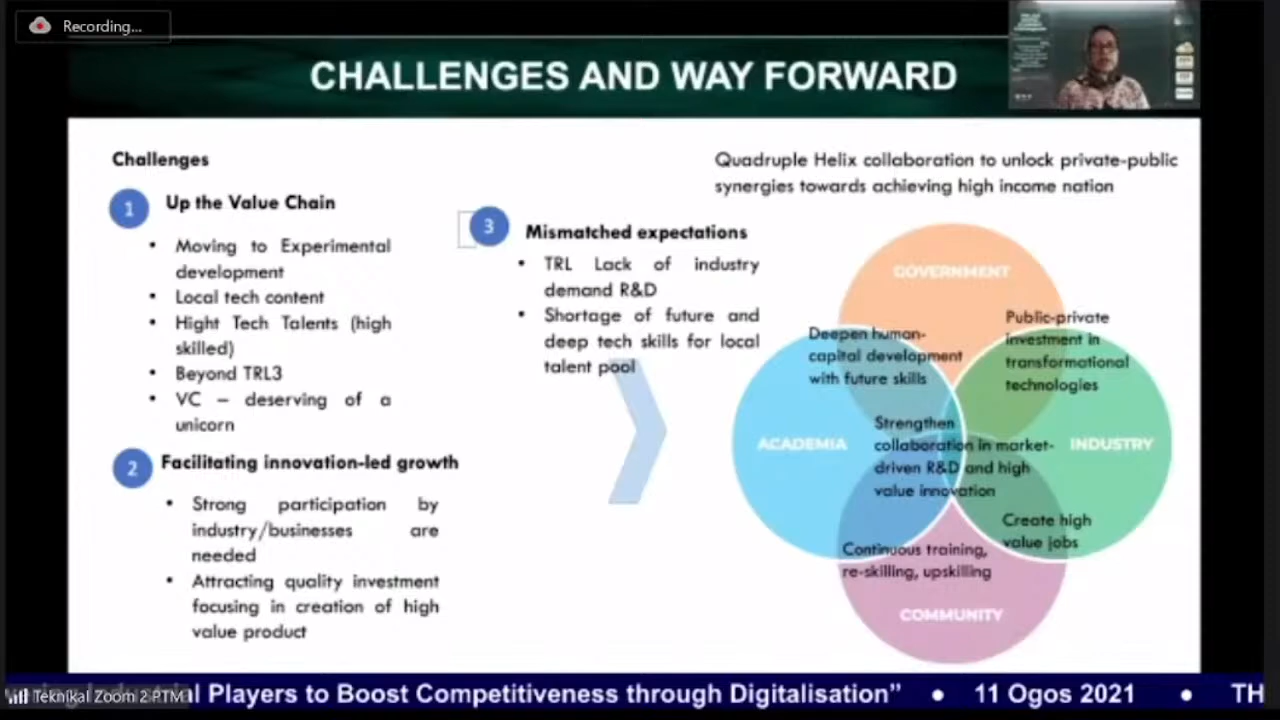 Recording...
CHALLENGES AND WAY FORWARD
Challenges
1
Up the Value Chain
• Moving to Experimental
development
• Local tech content
• Hight Tech Talents (high
skilled)
• Beyond TRL3
• VC – deserving of a
unicorn
2
Facilitating innovation-led growth
• Strong participation by
industry/businesses are
needed
• Attracting quality investment
focusing in creation of high
value product
3
Mismatched expectations
• TRL Lack of industry
demand R&D
• Shortage of future and
deep tech skills for local
talent pool
Quadruple Helix collaboration to unlock private-public
synergies towards achieving high income nation
GOVERNMENT
Deepen human-
capital development
with future skills
Public-private
investment in
transformational
technologies
ACADEMIA
Strengthen
collaboration in market-
driven R&D and high
value innovation
INDUSTRY
Create high
value jobs
Continuous training,
re-skilling, upskilling
COMMUNITY
Teknikal Zoom 2 PTM
Players to Boost Competitiveness through Digitalisation” • 11 Ogos 2021 • TH